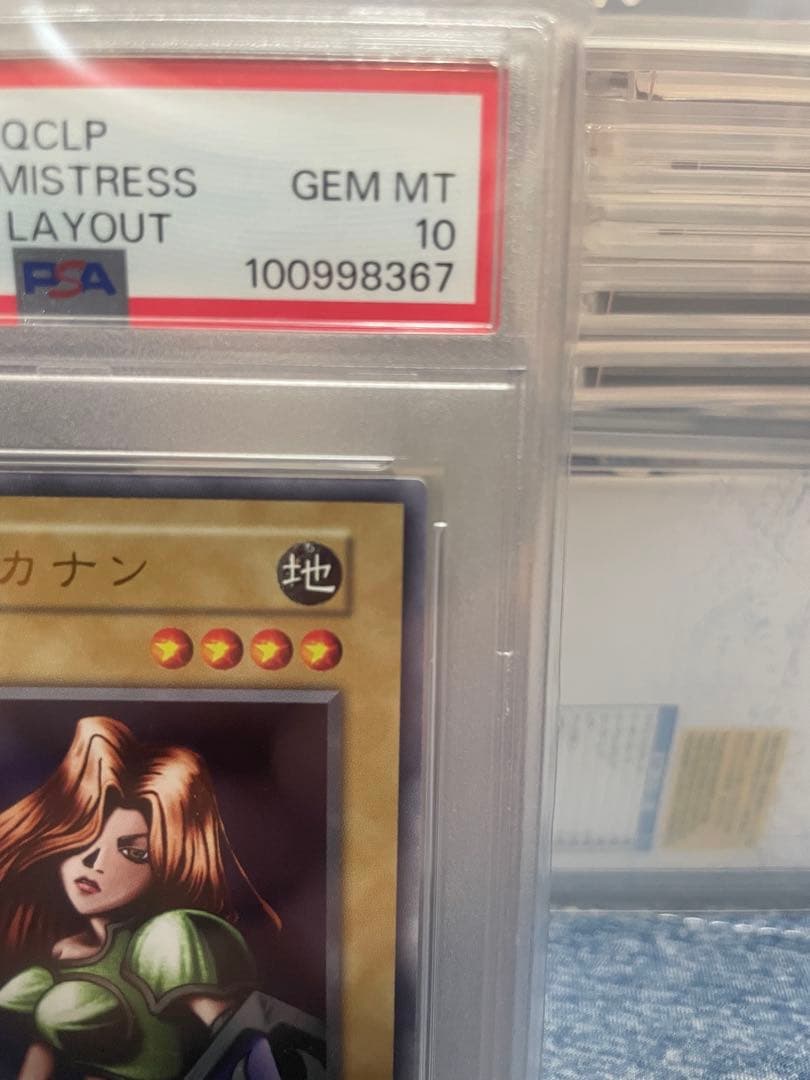 QCLP
MISTRESS GEM MT
LAYOUT 10
PSA 100998367
カナン 地